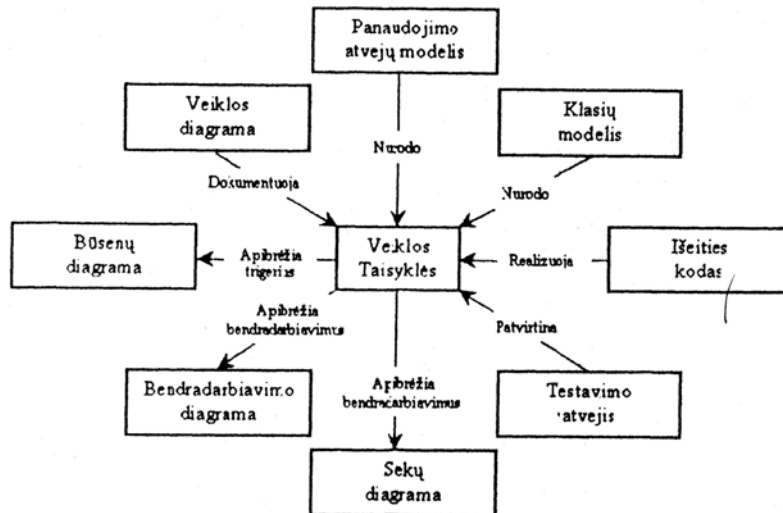 Panaudojimo
atvejų modelis
Veiklos
diagrama
Klasių
modelis
Nurodo
Dokumentuoja
Nurodo
Būsenų
diagrama
Apibrėžia
trigerius
Veiklos
Taisyklės
Realizuoja
Išeities
kodas
Apibrėžia
bendradarbiavimus
Patvirtina
Bendradarbiavimo
diagrama
Apibrėžia
bendradarbiavimus
Testavimo
atvejis
Sekų
diagrama